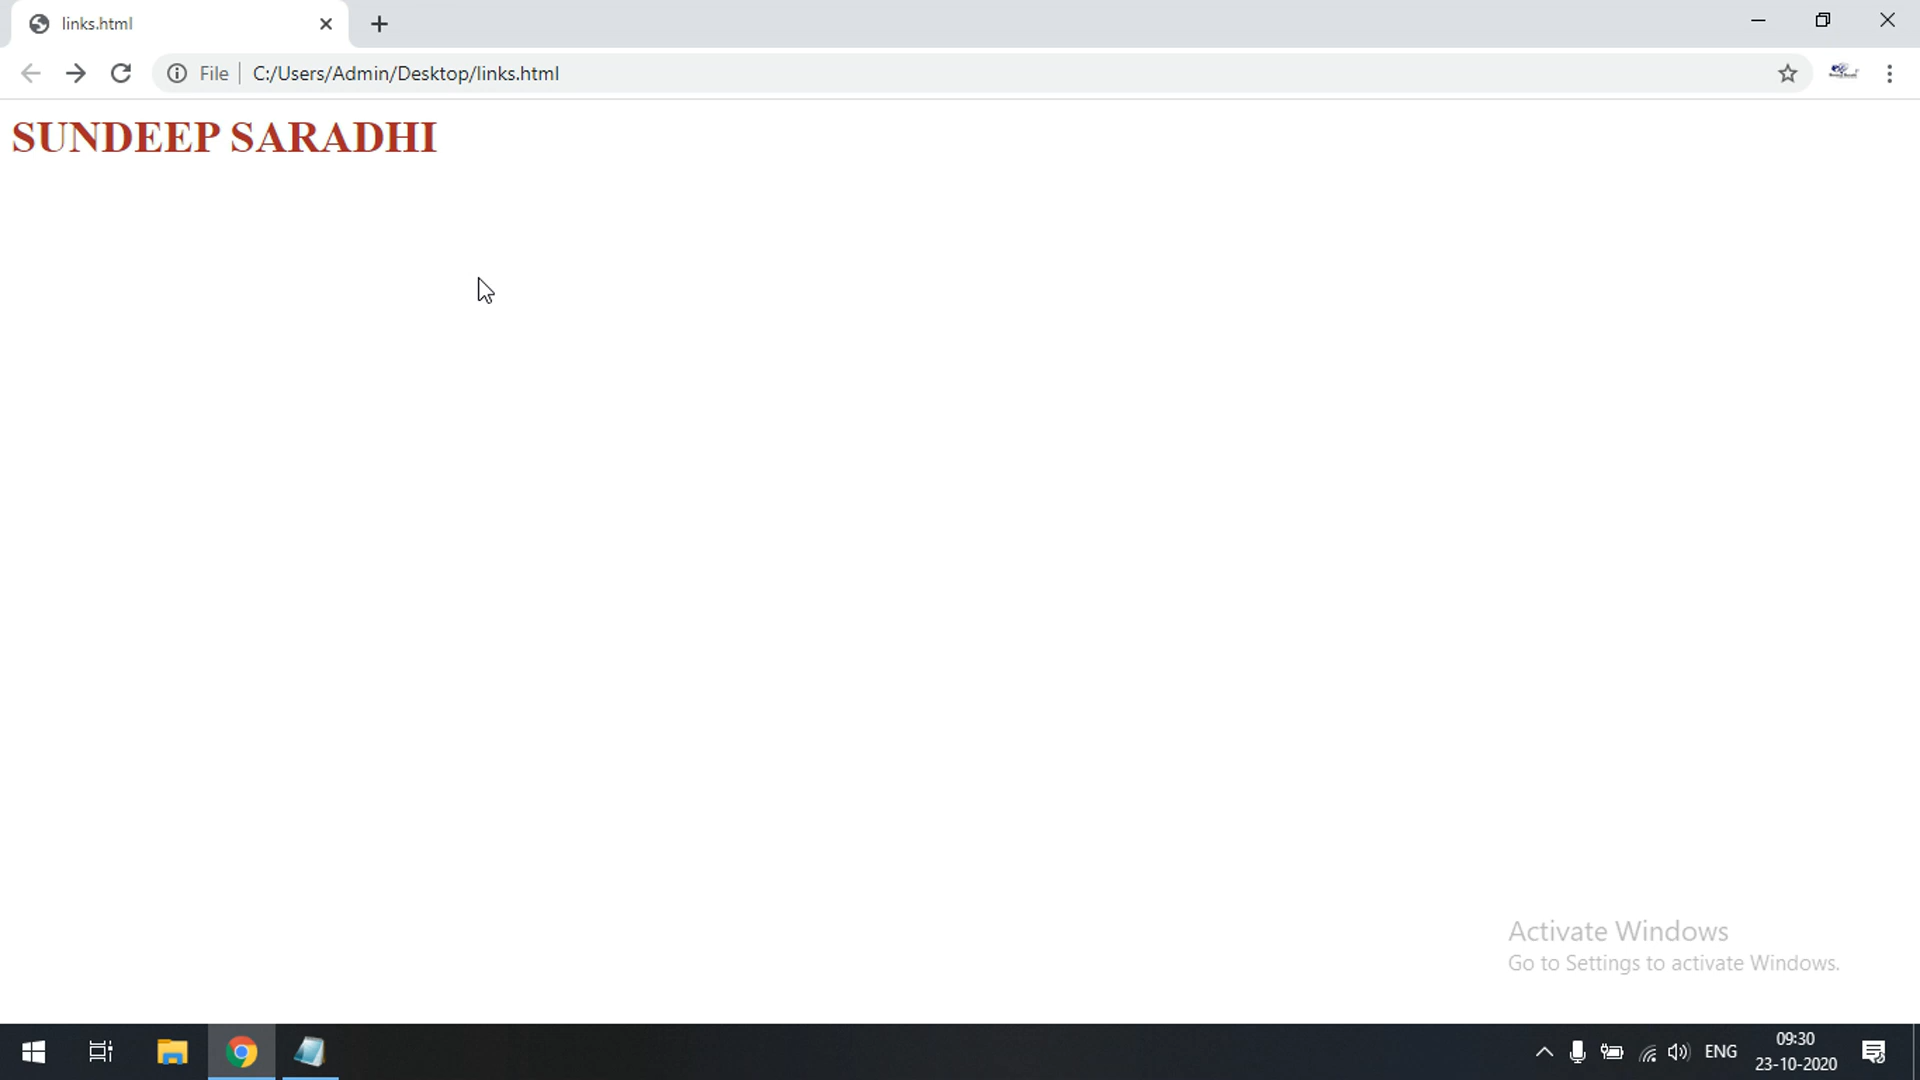 links.html
File
C:/Users/Admin/Desktop/links.html
SUNDEEP SARADHI
Activate Windows
Go to Settings to activate Windows.
ENG
09:30
23-10-2020